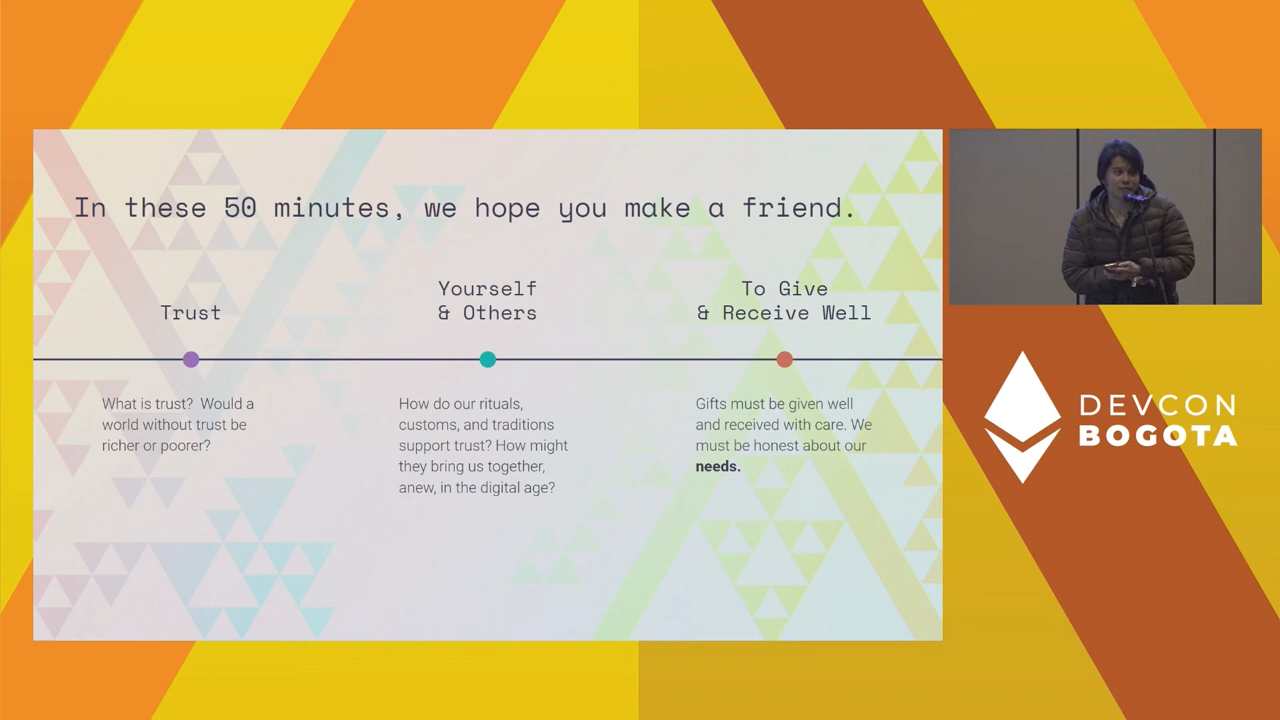 In these 50 minutes, we hope you make a friend.
Trust
What is trust?  Would a
world without trust be
richer or poorer?
Yourself
& Others
How do our rituals,
customs, and traditions
support trust? How might
they bring us together,
anew, in the digital age?
To Give
& Receive Well
Gifts must be given well
and received with care. We
must be honest about our
needs.
DEVCON
BOGOTA